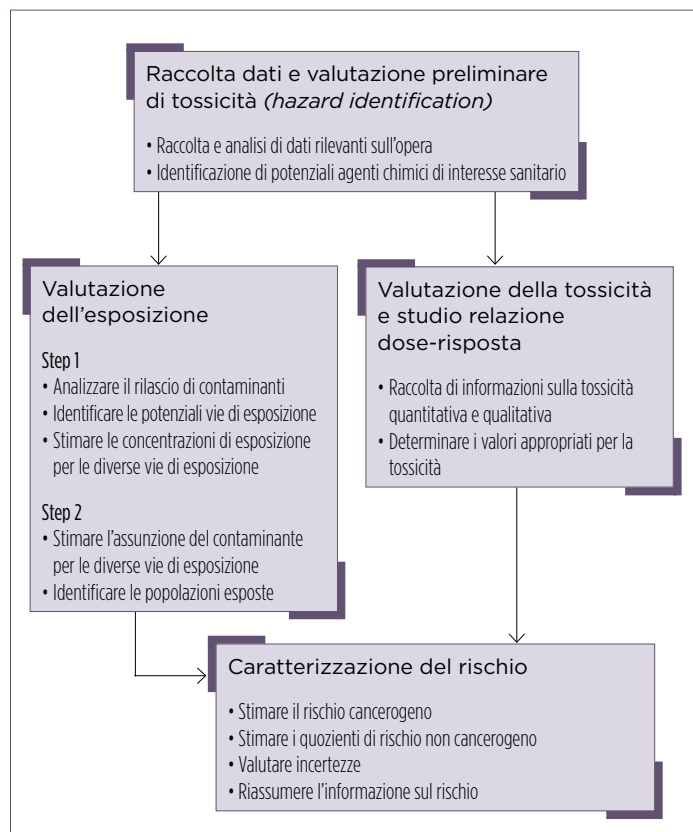 Raccolta dati e valutazione preliminare
di tossicità (hazard identification)
• Raccolta e analisi di dati rilevanti sull'opera
• Identificazione di potenziali agenti chimici di interesse sanitario
Valutazione
dell'esposizione
Step 1
• Analizzare il rilascio di contaminanti
• Identificare le potenziali vie di esposizione
• Stimare le concentrazioni di esposizione
per le diverse vie di esposizione
Step 2
• Stimare l'assunzione del contaminante
per le diverse vie di esposizione
• Identificare le popolazioni esposte
Valutazione della tossicità
e studio relazione
dose-risposta
• Raccolta di informazioni sulla tossicità
quantitativa e qualitativa
• Determinare i valori appropriati per la
tossicità
Caratterizzazione del rischio
• Stimare il rischio cancerogeno
• Stimare i quozienti di rischio non cancerogeno
• Valutare incertezze
• Riassumere l'informazione sul rischio